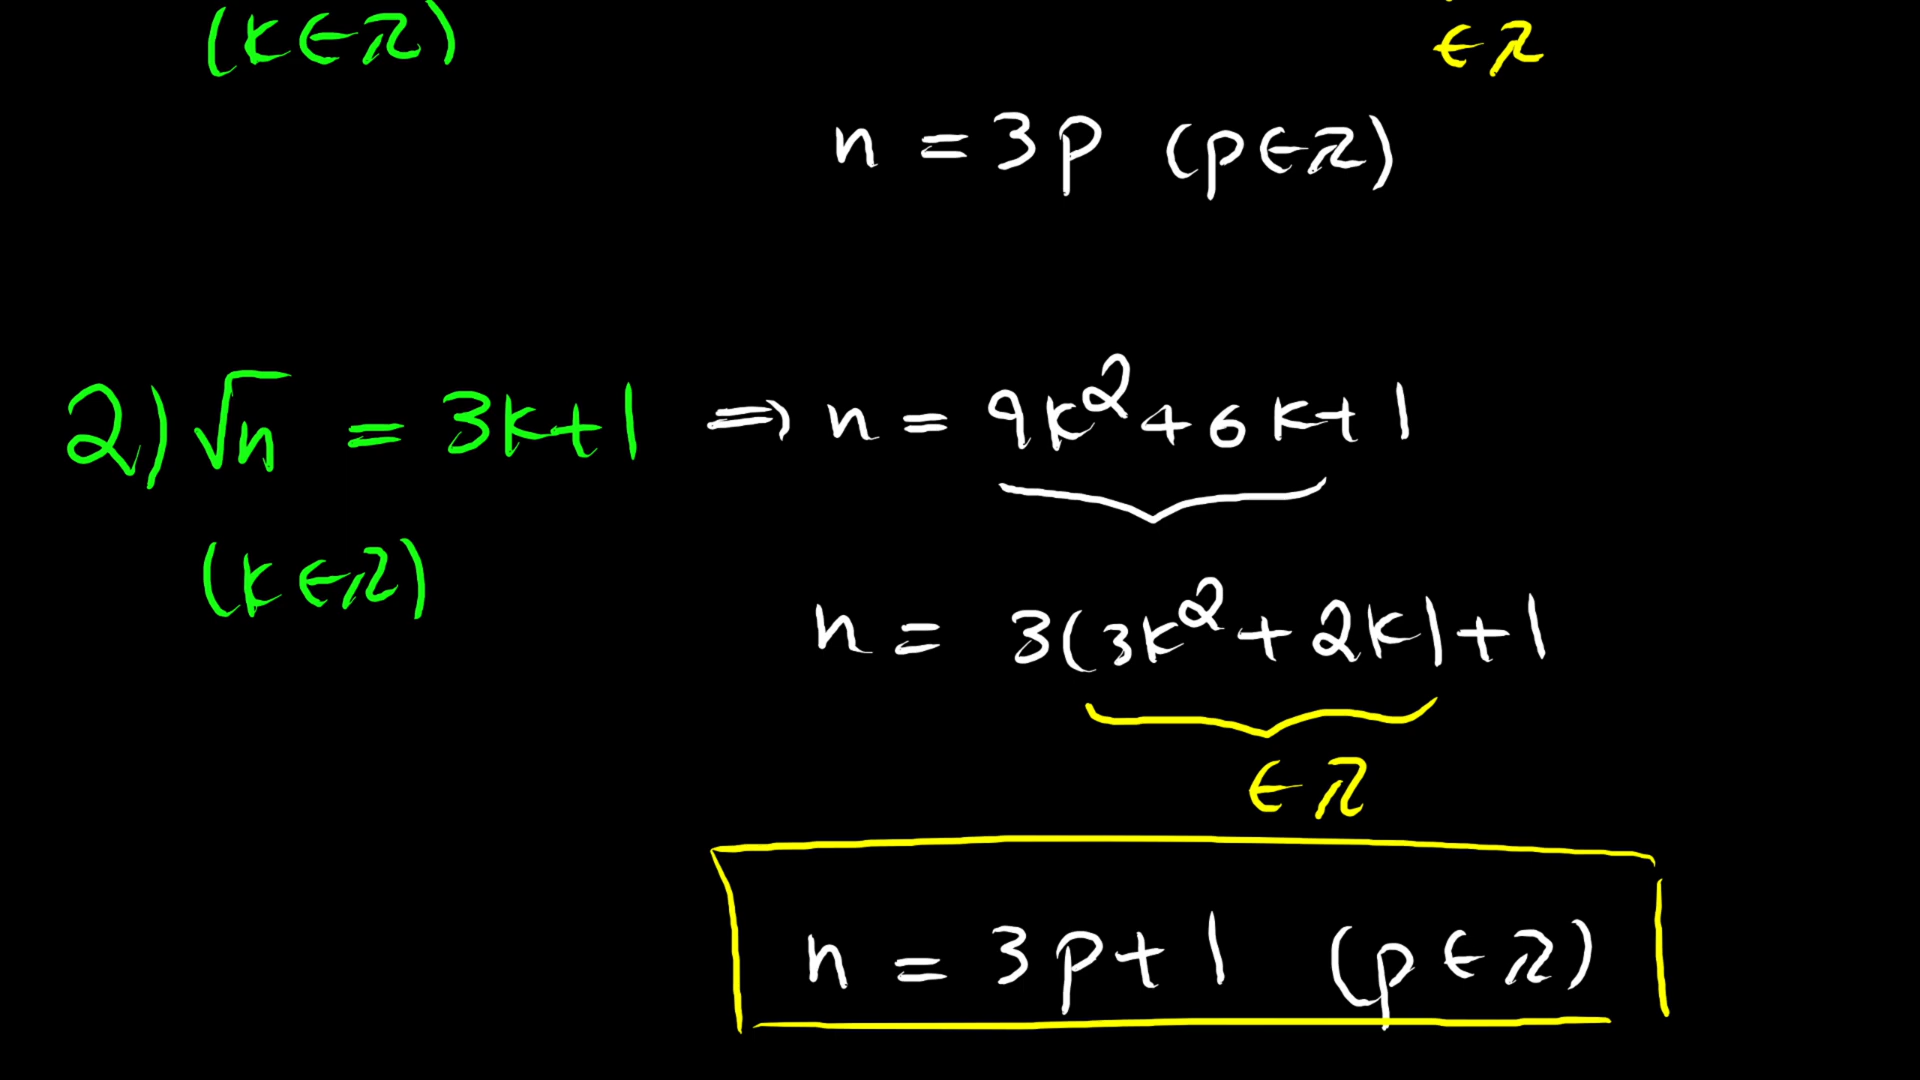 (k∈ℤ) ∈ℤ
n = 3p (p∈ℤ)
2) √n = 3k+1 ⇒ n = 9k²+6k+1
(k∈ℤ)
n = 3(3k²+2k)+1
∈ℤ
n = 3p+1 (p∈ℤ)